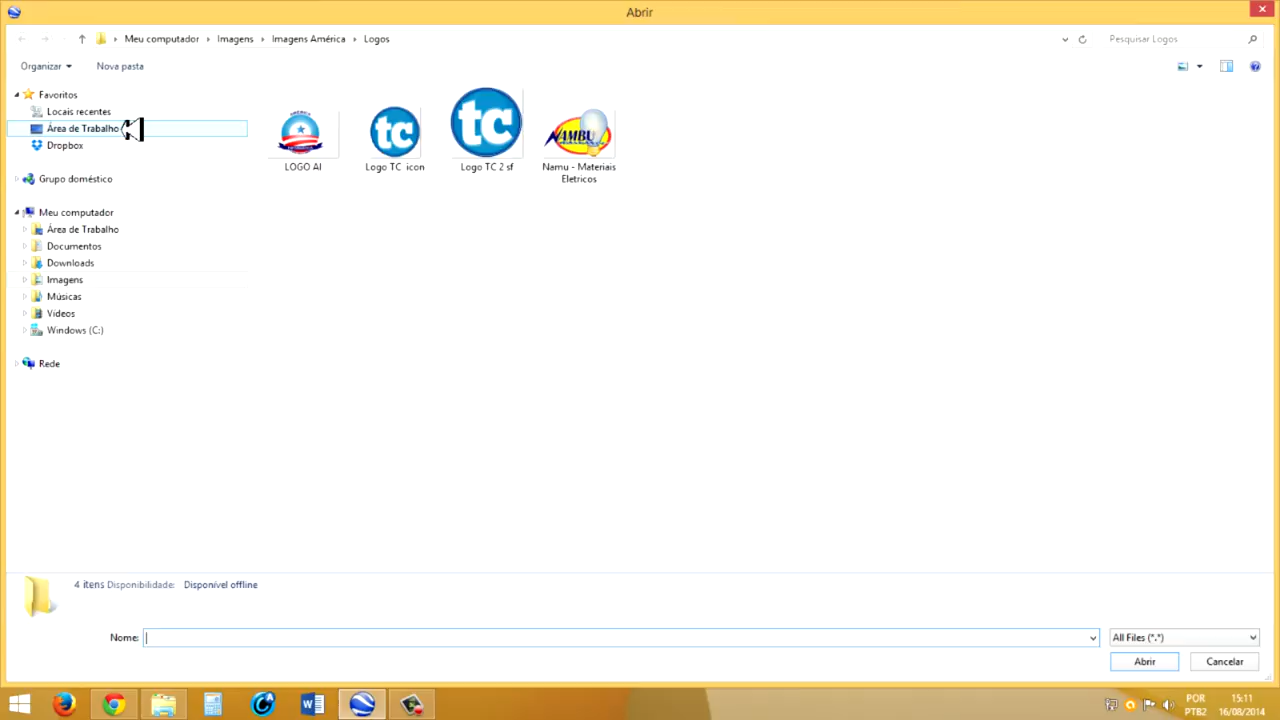 Abrir
Meu computador Imagens Imagens América Logos
Pesquisar Logos
Organizar Nova pasta
Favoritos
Locais recentes
Área de Trabalho
Dropbox
Grupo doméstico
Meu computador
Área de Trabalho
Documentos
Downloads
Imagens
Músicas
Vídeos
Windows (C:)
Rede
tc
tc
NAMBU
LOGO AI
Logo TC icon
Logo TC 2 sf
Namu - Materiais
Eletricos
4 itens Disponibilidade: Disponível offline
Nome:
All Files (*.*)
Abrir Cancelar
POR 15:11
PTB2 16/08/2014